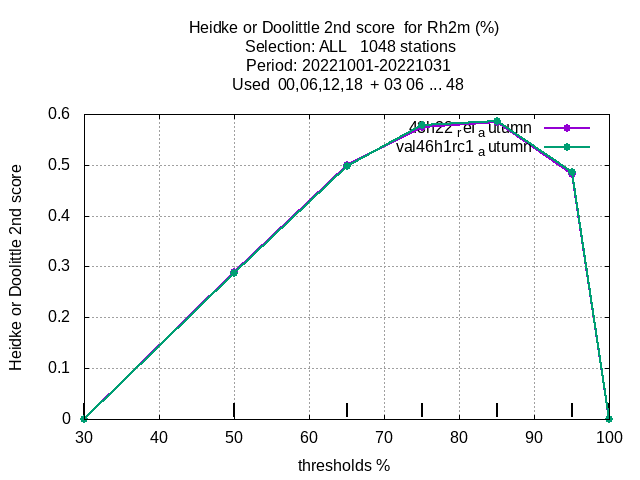 Heidke or Doolittle 2nd score for Rh2m (%)
Selection: ALL 1048 stations
Period: 20221001-20221031
Used 00,06,12,18 + 03 06 ... 48
Heidke or Doolittle 2nd score
0.6
0.5
0.4
0.3
0.2
0.1
0
utumn
val46h1rc1 a utumn
30 40 50 60 70 80 90 100
thresholds %